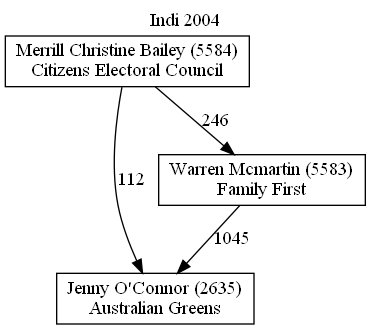 Indi 2004
Merrill Christine Bailey (5584)
Citizens Electoral Council
246
Warren Mcmartin (5583)
Family First
112
1045
Jenny O'Connor (2635)
Australian Greens